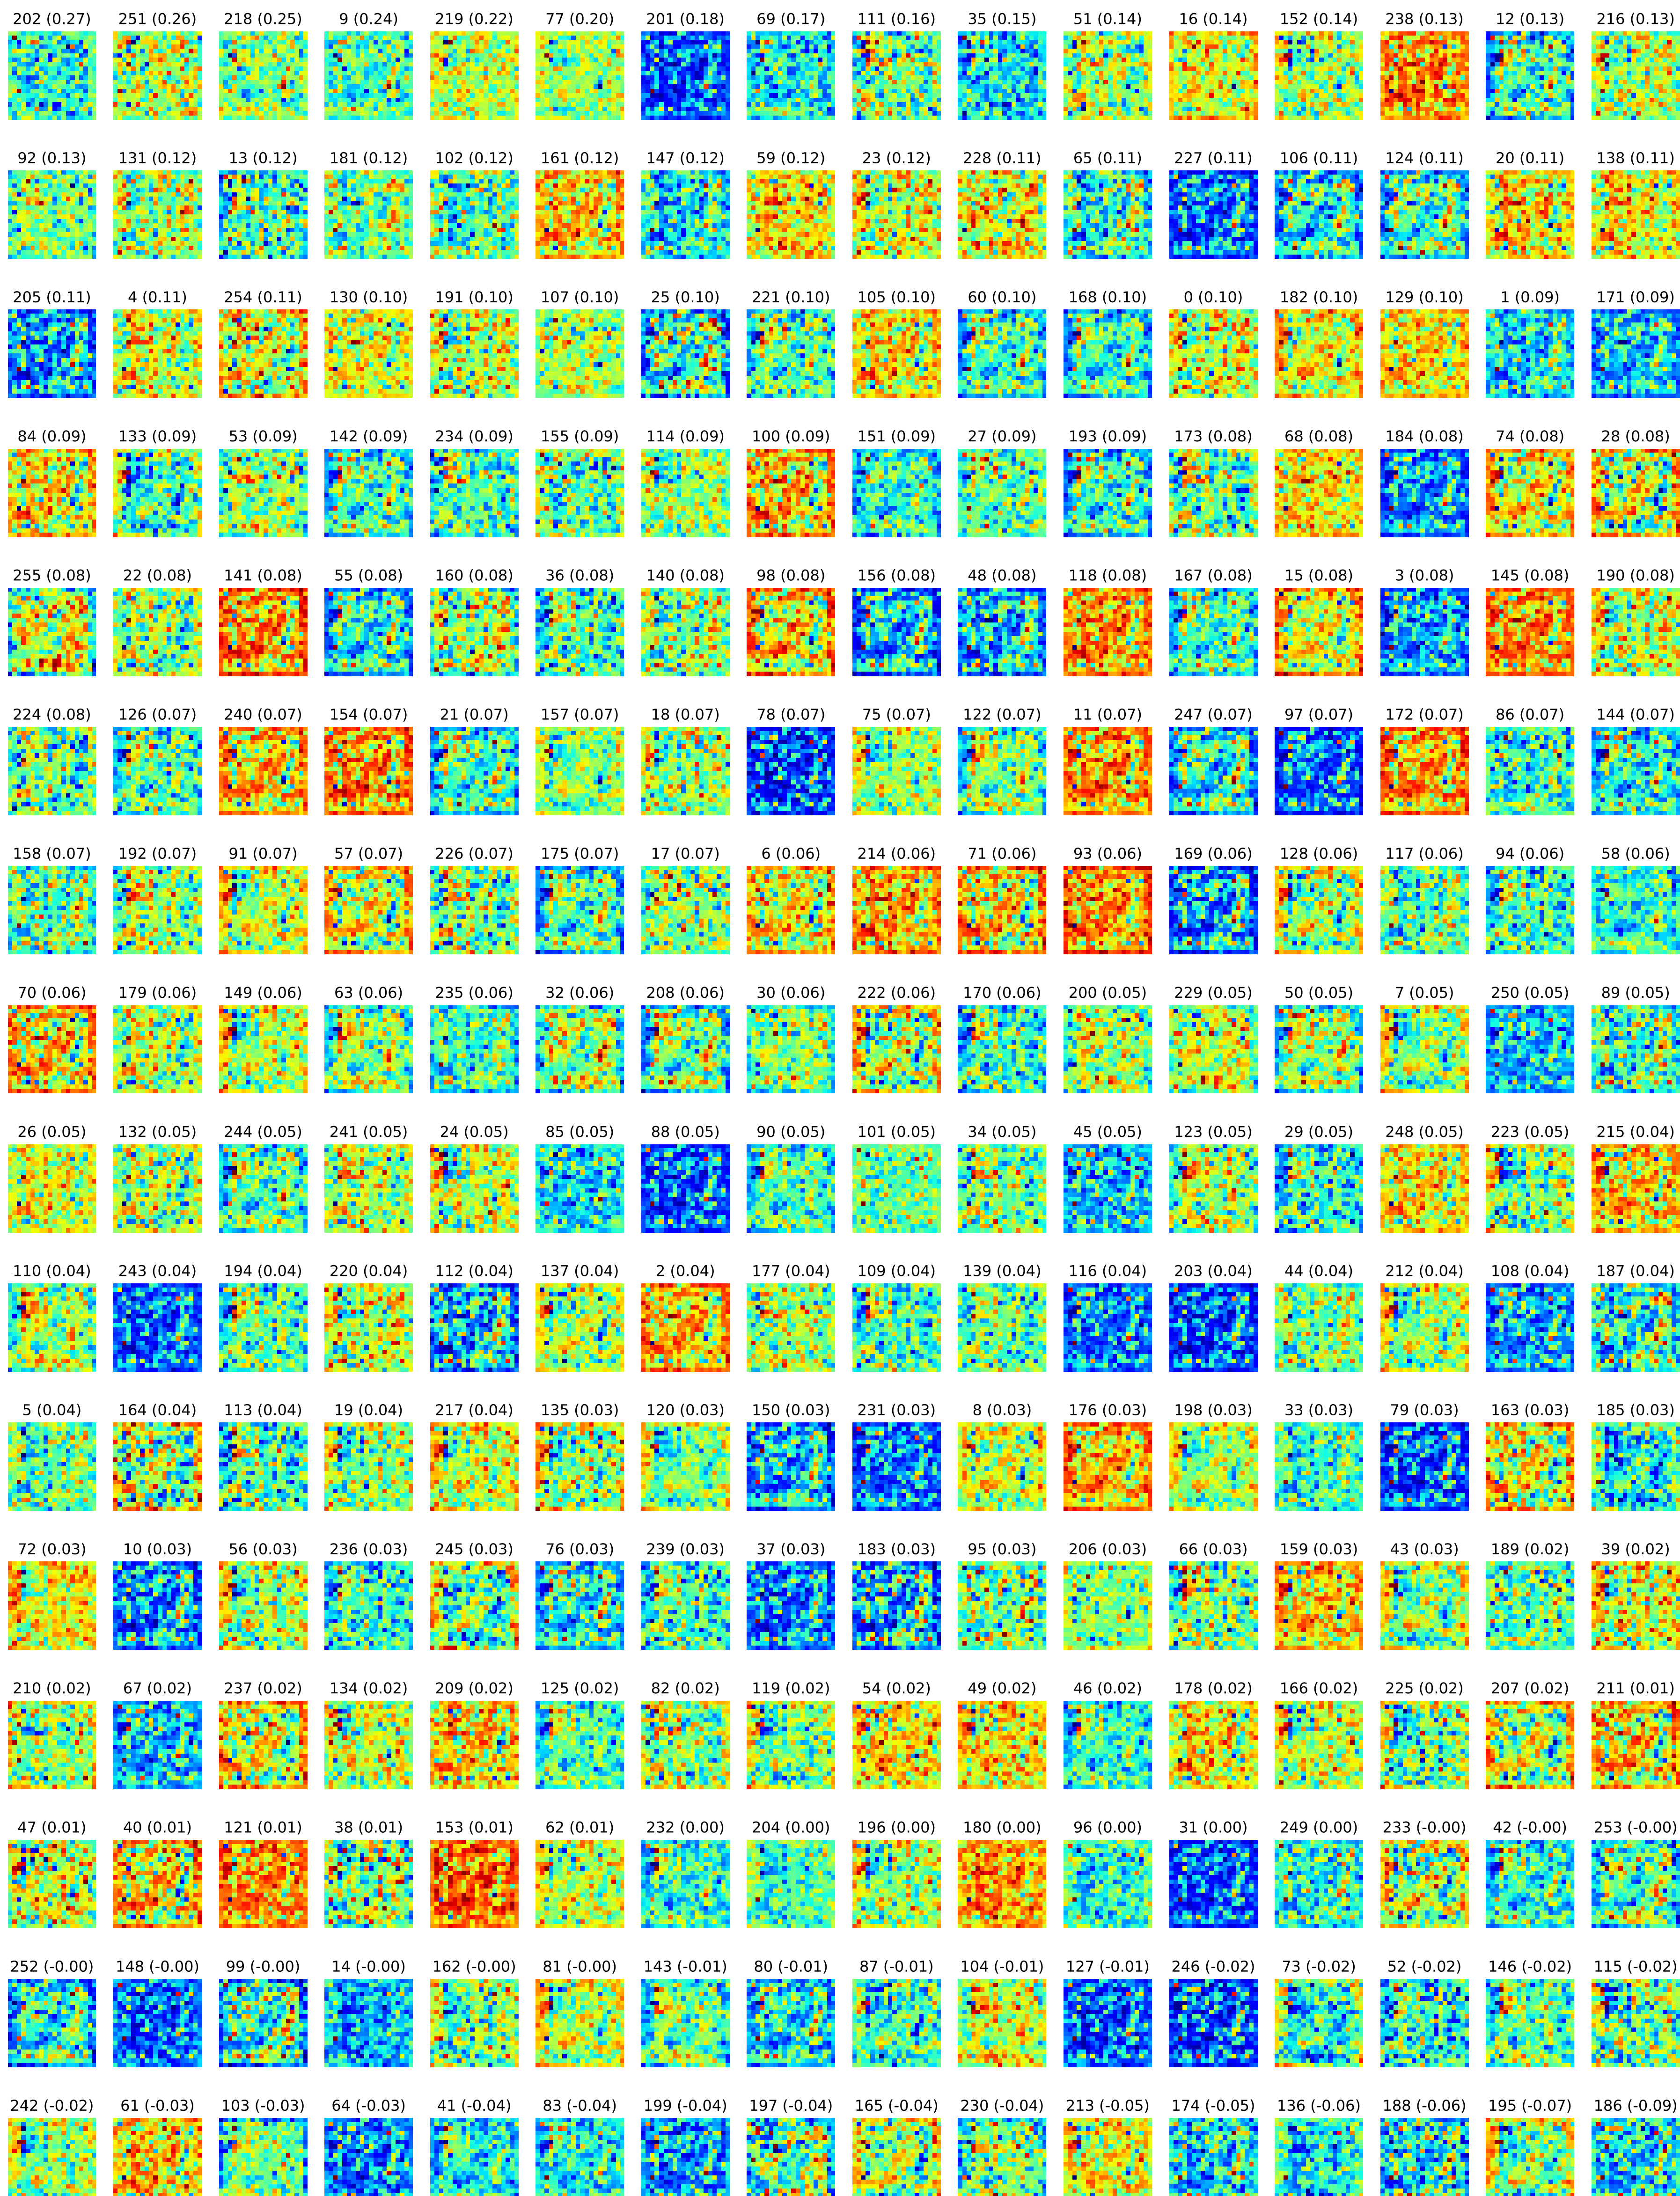 202 (0.27) 251 (0.26) 218 (0.25) 9 (0.24) 219 (0.22) 77 (0.20) 201 (0.18) 69 (0.17) 111 (0.16) 35 (0.15) 51 (0.14) 16 (0.14) 152 (0.14) 238 (0.13) 12 (0.13) 216 (0.13)
92 (0.13) 131 (0.12) 13 (0.12) 181 (0.12) 102 (0.12) 161 (0.12) 147 (0.12) 59 (0.12) 23 (0.12) 228 (0.11) 65 (0.11) 227 (0.11) 106 (0.11) 124 (0.11) 20 (0.11) 138 (0.11)
205 (0.11) 4 (0.11) 254 (0.11) 130 (0.10) 191 (0.10) 107 (0.10) 25 (0.10) 221 (0.10) 105 (0.10) 60 (0.10) 168 (0.10) 0 (0.10) 182 (0.10) 129 (0.10) 1 (0.09) 171 (0.09)
84 (0.09) 133 (0.09) 53 (0.09) 142 (0.09) 234 (0.09) 155 (0.09) 114 (0.09) 100 (0.09) 151 (0.09) 27 (0.09) 193 (0.09) 173 (0.08) 68 (0.08) 184 (0.08) 74 (0.08) 28 (0.08)
255 (0.08) 22 (0.08) 141 (0.08) 55 (0.08) 160 (0.08) 36 (0.08) 140 (0.08) 98 (0.08) 156 (0.08) 48 (0.08) 118 (0.08) 167 (0.08) 15 (0.08) 3 (0.08) 145 (0.08) 190 (0.08)
224 (0.08) 126 (0.07) 240 (0.07) 154 (0.07) 21 (0.07) 157 (0.07) 18 (0.07) 78 (0.07) 75 (0.07) 122 (0.07) 11 (0.07) 247 (0.07) 97 (0.07) 172 (0.07) 86 (0.07) 144 (0.07)
158 (0.07) 192 (0.07) 91 (0.07) 57 (0.07) 226 (0.07) 175 (0.07) 17 (0.07) 6 (0.06) 214 (0.06) 71 (0.06) 93 (0.06) 169 (0.06) 128 (0.06) 117 (0.06) 94 (0.06) 58 (0.06)
70 (0.06) 179 (0.06) 149 (0.06) 63 (0.06) 235 (0.06) 32 (0.06) 208 (0.06) 30 (0.06) 222 (0.06) 170 (0.06) 200 (0.05) 229 (0.05) 50 (0.05) 7 (0.05) 250 (0.05) 89 (0.05)
26 (0.05) 132 (0.05) 244 (0.05) 241 (0.05) 24 (0.05) 85 (0.05) 88 (0.05) 90 (0.05) 101 (0.05) 34 (0.05) 45 (0.05) 123 (0.05) 29 (0.05) 248 (0.05) 223 (0.05) 215 (0.04)
110 (0.04) 243 (0.04) 194 (0.04) 220 (0.04) 112 (0.04) 137 (0.04) 2 (0.04) 177 (0.04) 109 (0.04) 139 (0.04) 116 (0.04) 203 (0.04) 44 (0.04) 212 (0.04) 108 (0.04) 187 (0.04)
5 (0.04) 164 (0.04) 113 (0.04) 19 (0.04) 217 (0.04) 135 (0.03) 120 (0.03) 150 (0.03) 231 (0.03) 8 (0.03) 176 (0.03) 198 (0.03) 33 (0.03) 79 (0.03) 163 (0.03) 185 (0.03)
72 (0.03) 10 (0.03) 56 (0.03) 236 (0.03) 245 (0.03) 76 (0.03) 239 (0.03) 37 (0.03) 183 (0.03) 95 (0.03) 206 (0.03) 66 (0.03) 159 (0.03) 43 (0.03) 189 (0.02) 39 (0.02)
210 (0.02) 67 (0.02) 237 (0.02) 134 (0.02) 209 (0.02) 125 (0.02) 82 (0.02) 119 (0.02) 54 (0.02) 49 (0.02) 46 (0.02) 178 (0.02) 166 (0.02) 225 (0.02) 207 (0.02) 211 (0.01)
47 (0.01) 40 (0.01) 121 (0.01) 38 (0.01) 153 (0.01) 62 (0.01) 232 (0.00) 204 (0.00) 196 (0.00) 180 (0.00) 96 (0.00) 31 (0.00) 249 (0.00) 233 (-0.00) 42 (-0.00) 253 (-0.00)
252 (-0.00) 148 (-0.00) 99 (-0.00) 14 (-0.00) 162 (-0.00) 81 (-0.00) 143 (-0.01) 80 (-0.01) 87 (-0.01) 104 (-0.01) 127 (-0.01) 246 (-0.02) 73 (-0.02) 52 (-0.02) 146 (-0.02) 115 (-0.02)
242 (-0.02) 61 (-0.03) 103 (-0.03) 64 (-0.03) 41 (-0.04) 83 (-0.04) 199 (-0.04) 197 (-0.04) 165 (-0.04) 230 (-0.04) 213 (-0.05) 174 (-0.05) 136 (-0.06) 188 (-0.06) 195 (-0.07) 186 (-0.09)